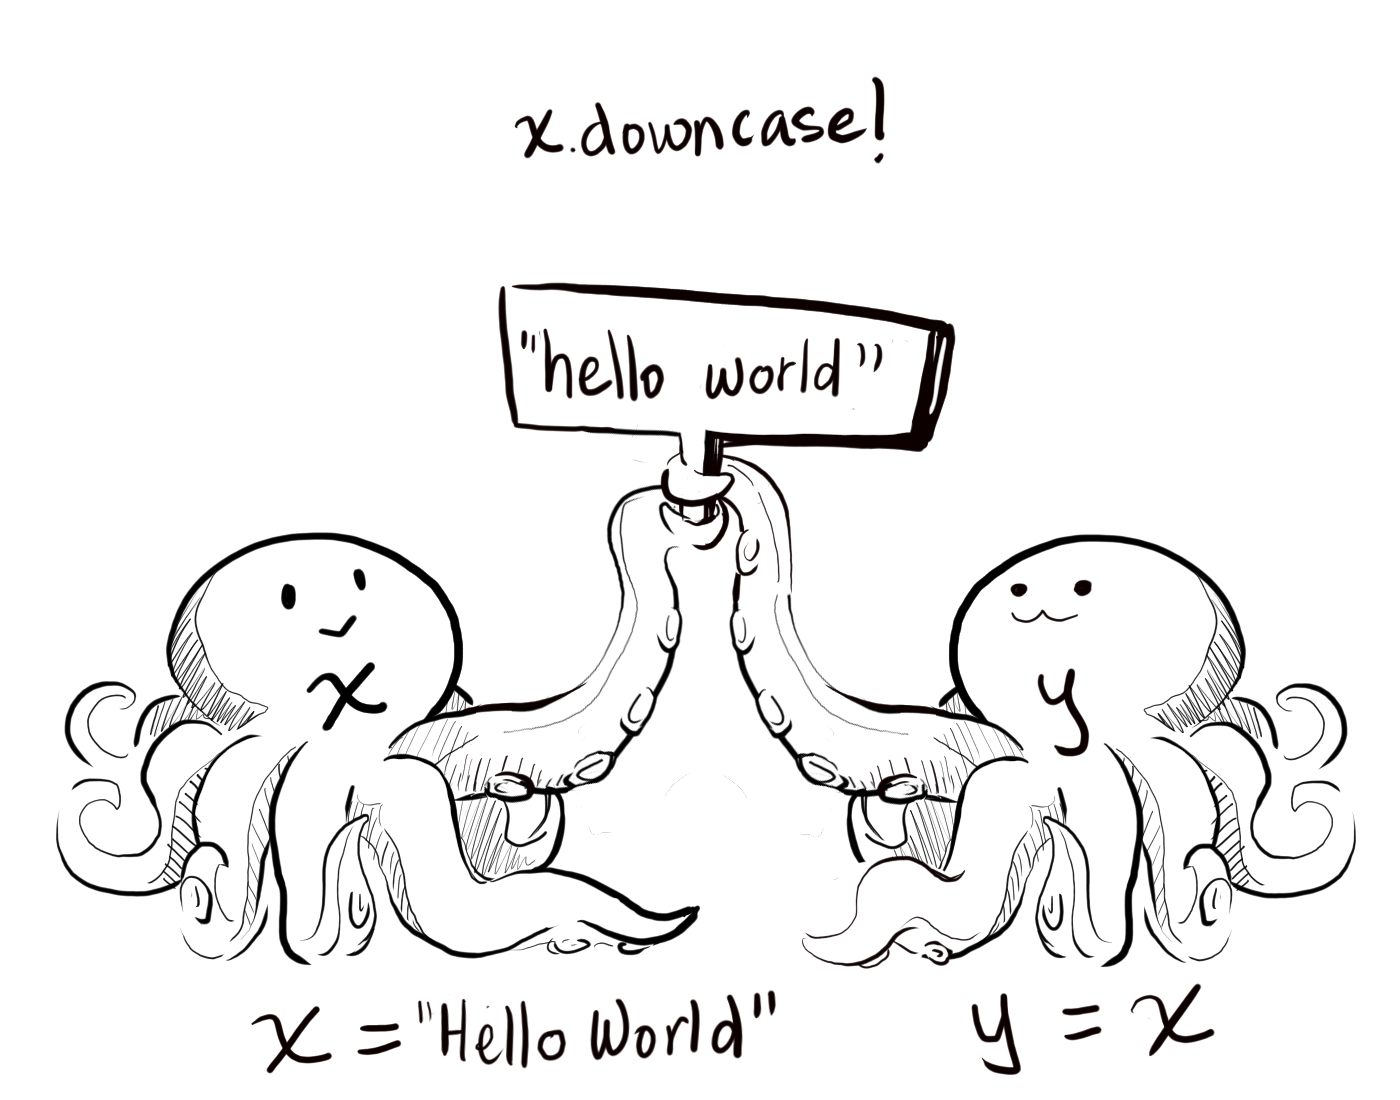 x.downcase!
"hello world"
x
y
x = "Hello World"
y = x